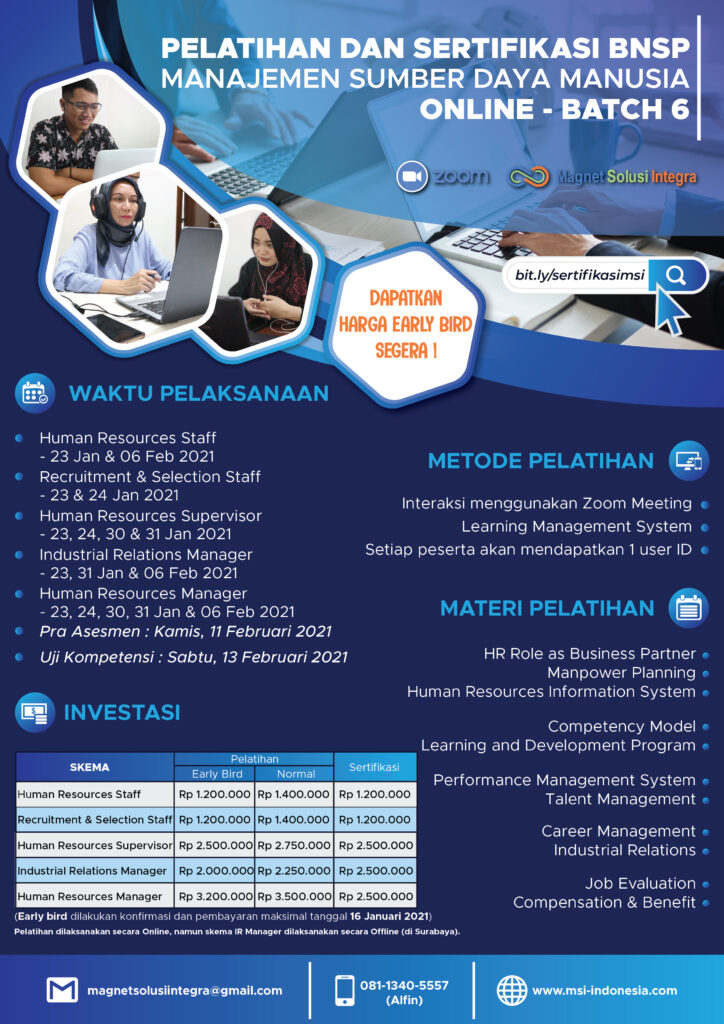 PELATIHAN DAN SERTIFIKASI BNSP
MANAJEMEN SUMBER DAYA MANUSIA
ONLINE - BATCH 6
zoom
Magnet Solusi Integra
bit.ly/sertifikasimsi
DAPATKAN
HARGA EARLY BIRD
SEGERA !
WAKTU PELAKSANAAN
Human Resources Staff
- 23 Jan & 06 Feb 2021
Recruitment & Selection Staff
- 23 & 24 Jan 2021
Human Resources Supervisor
- 23, 24, 30 & 31 Jan 2021
Industrial Relations Manager
- 23, 31 Jan & 06 Feb 2021
Human Resources Manager
- 23, 24, 30, 31 Jan & 06 Feb 2021
Pra Asesmen : Kamis, 11 Februari 2021
Uji Kompetensi : Sabtu, 13 Februari 2021
METODE PELATIHAN
Interaksi menggunakan Zoom Meeting
Learning Management System
Setiap peserta akan mendapatkan 1 user ID
MATERI PELATIHAN
HR Role as Business Partner
Manpower Planning
Human Resources Information System
Competency Model
Learning and Development Program
Performance Management System
Talent Management
Career Management
Industrial Relations
Job Evaluation
Compensation & Benefit
INVESTASI
SKEMA Pelatihan Sertifikasi
Early Bird Normal
Human Resources Staff Rp 1.200.000 Rp 1.400.000 Rp 1.200.000
Recruitment & Selection Staff Rp 1.200.000 Rp 1.400.000 Rp 1.200.000
Human Resources Supervisor Rp 2.500.000 Rp 2.750.000 Rp 2.500.000
Industrial Relations Manager Rp 2.000.000 Rp 2.250.000 Rp 2.500.000
Human Resources Manager Rp 3.200.000 Rp 3.500.000 Rp 2.500.000
(Early bird dilakukan konfirmasi dan pembayaran maksimal tanggal 16 Januari 2021)
Pelatihan dilaksanakan secara Online, namun skema IR Manager dilaksanakan secara Offline (di Surabaya).
magnetsolusiintegra@gmail.com
081-1340-5557
(Alfin)
www.msi-indonesia.com